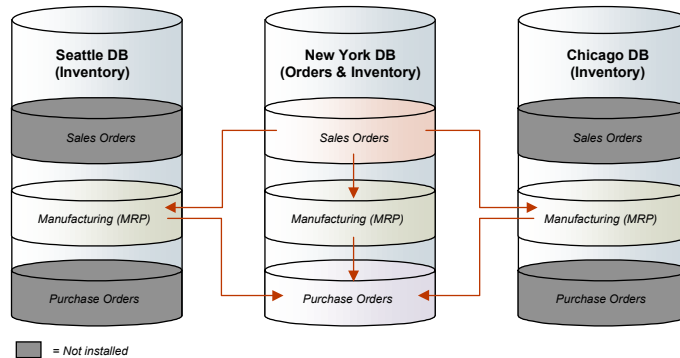 Seattle DB
(Inventory)
New York DB
(Orders & Inventory)
Chicago DB
(Inventory)
Sales Orders
Sales Orders
Sales Orders
Manufacturing (MRP)
Manufacturing (MRP)
Manufacturing (MRP)
Purchase Orders
Purchase Orders
Purchase Orders
= Not installed